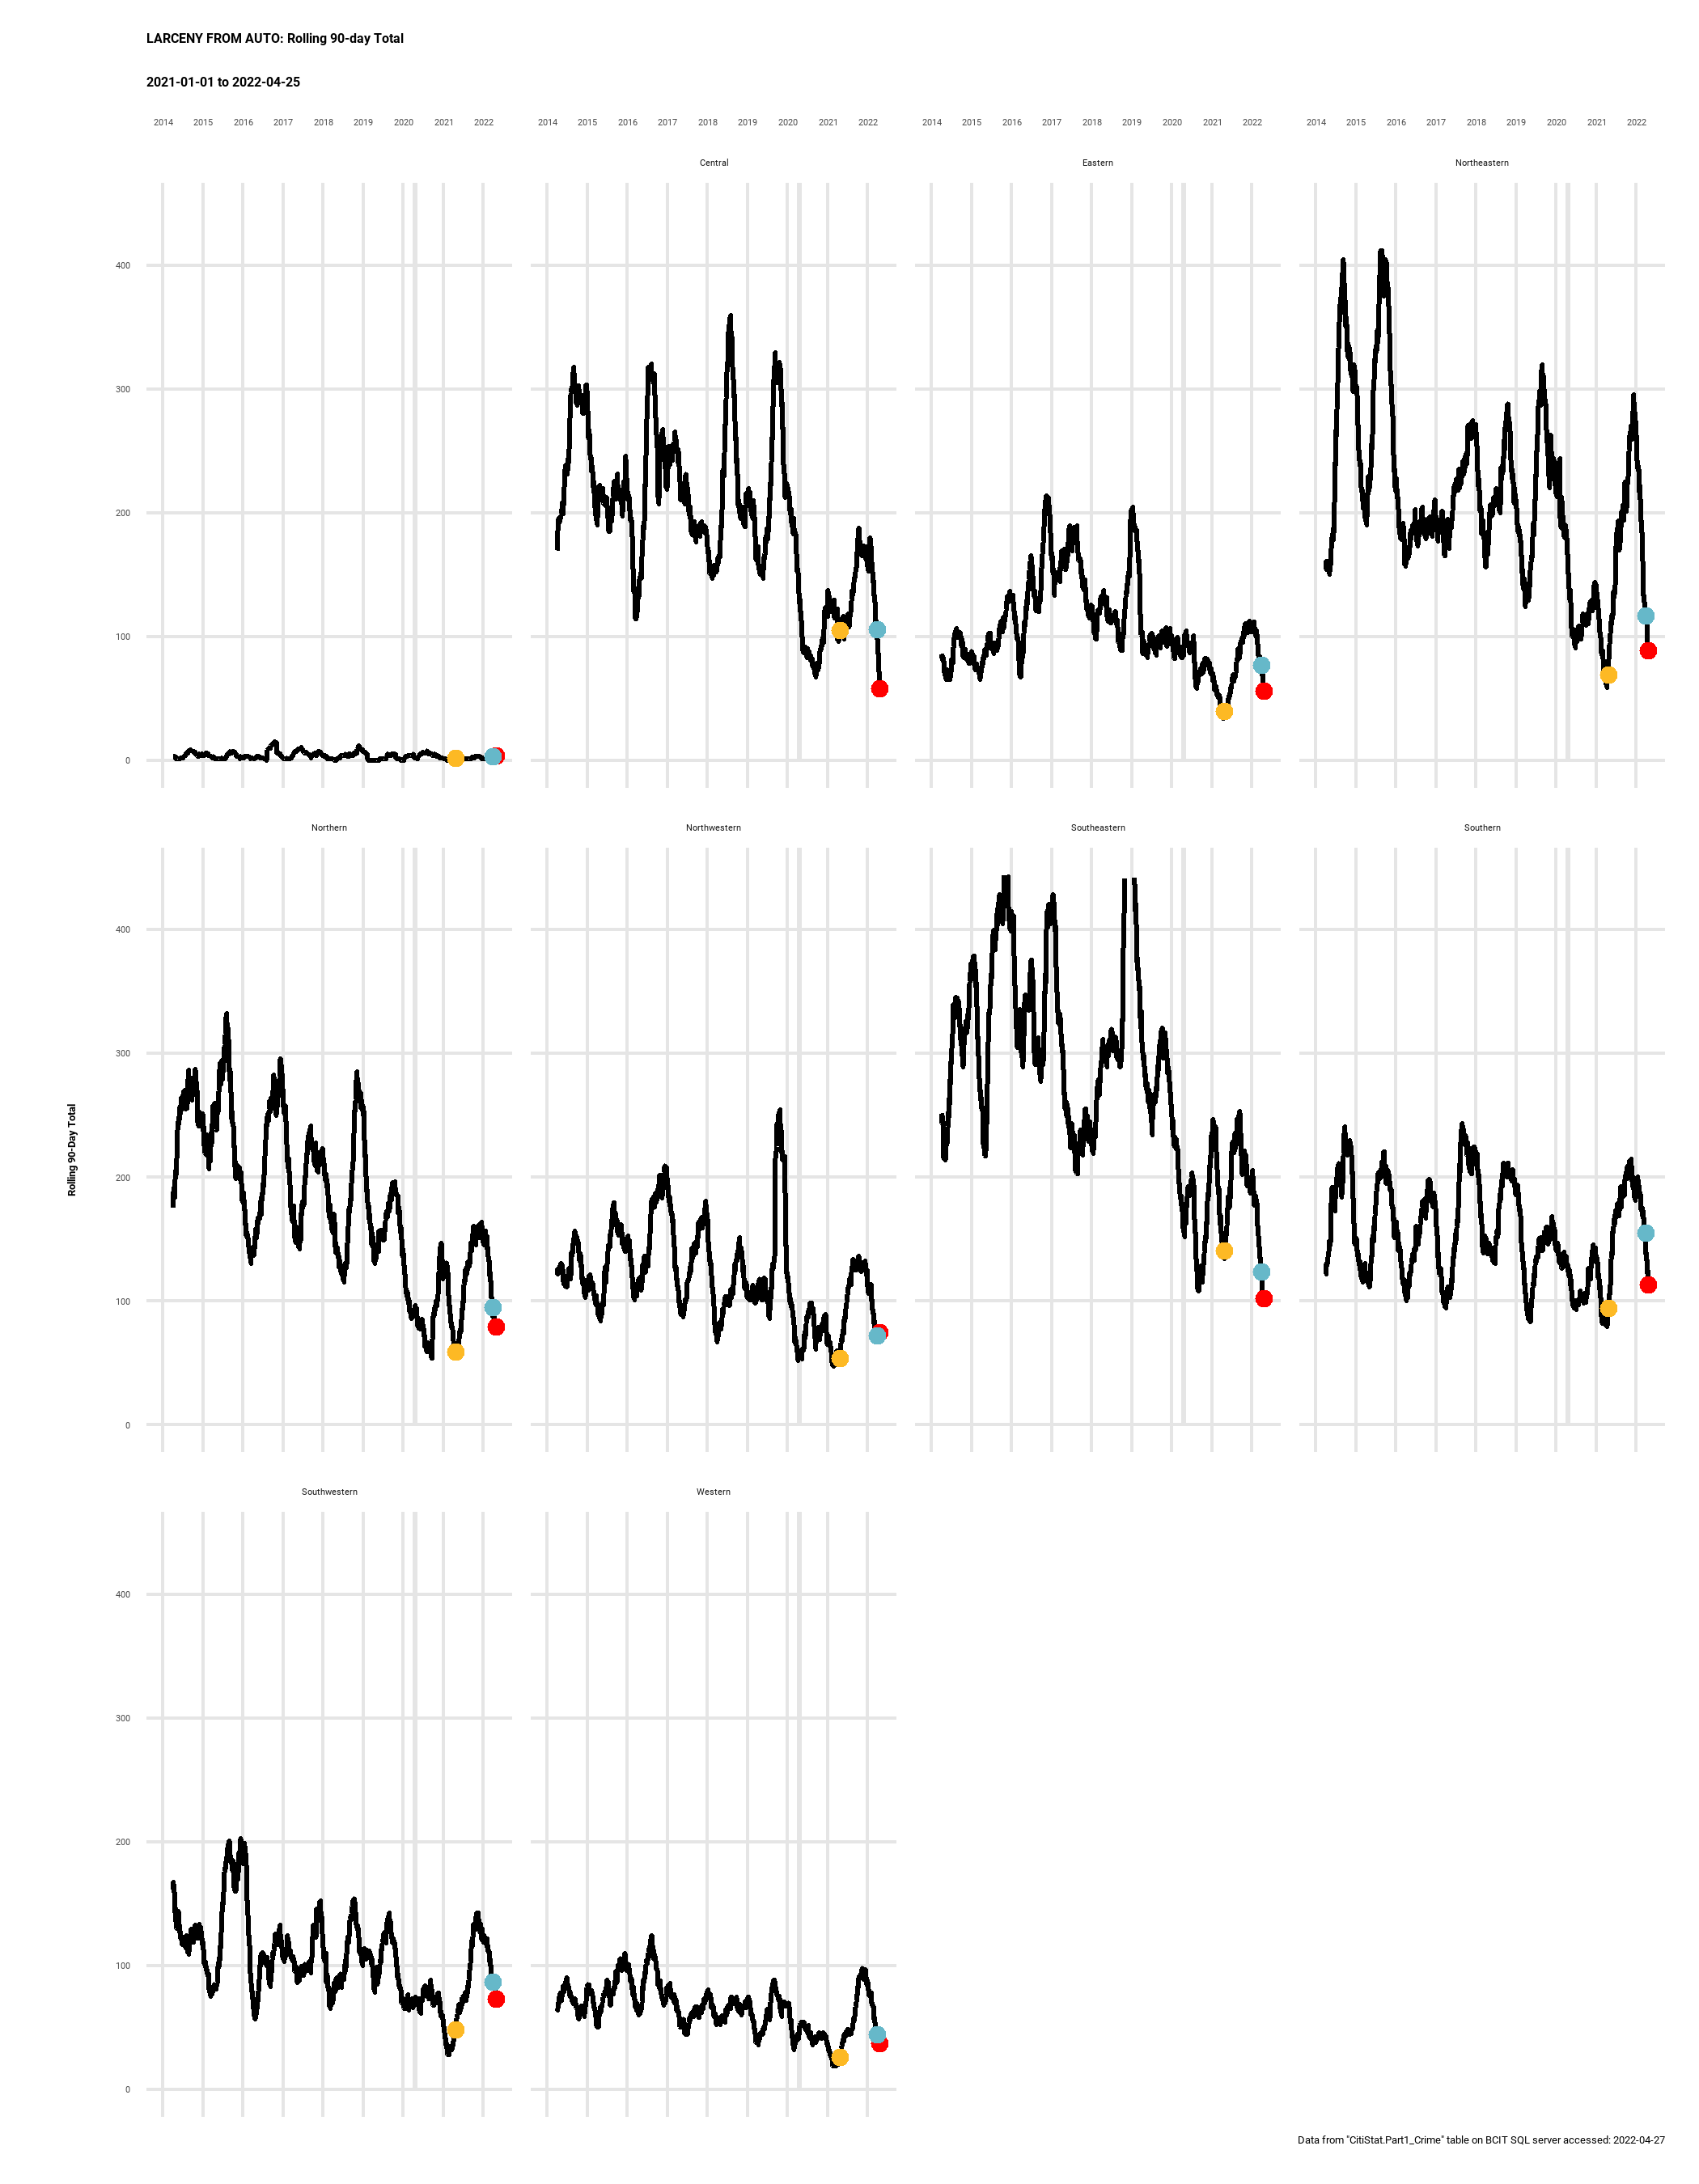 LARCENY FROM AUTO: Rolling 90-day Total
2021-01-01 to 2022-04-25
2014 2015 2016 2017 2018 2019 2020 2021 2022 2014 2015 2016 2017 2018 2019 2020 2021 2022 2014 2015 2016 2017 2018 2019 2020 2021 2022 2014 2015 2016 2017 2018 2019 2020 2021 2022
Central Eastern Northeastern
400
300
200
100
0
Northern Northwestern Southeastern Southern
400
300
Rolling 90-Day Total
200
100
0
Southwestern Western
400
300
200
100
0
Data from "CitiStat.Part1_Crime" table on BCIT SQL server accessed: 2022-04-27